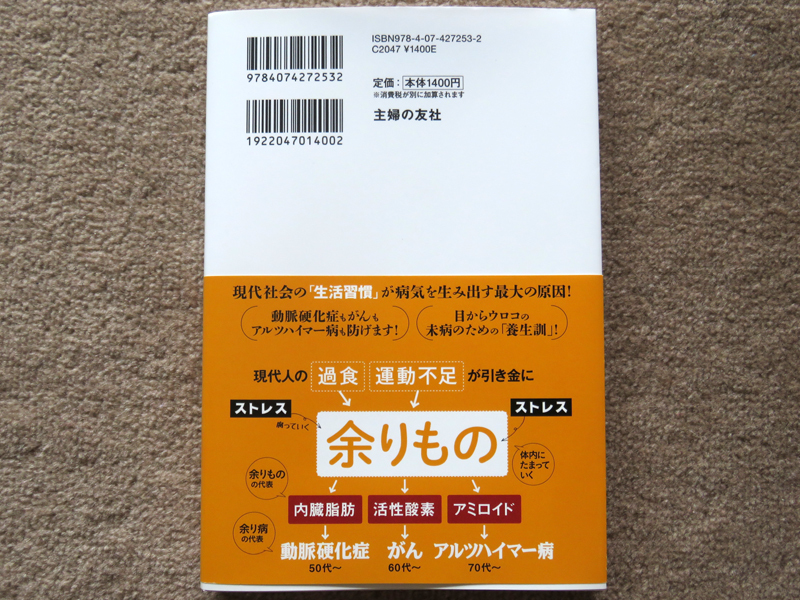 ISBN978-4-07-427253-2
C2047 ¥1400E
9784074272532
定価：本体1400円
※消費税が別に加算されます
主婦の友社
1922047014002
現代社会の「生活習慣」が病気を生み出す最大の原因！
動脈硬化症もがんも
アルツハイマー病も防げます！
目からウロコの
未病のための「養生訓」！
現代人の 過食 運動不足 が引き金に
ストレス
ストレス
腐っていく
余りもの
体内に
たまって
いく
余りもの
の代表
内臓脂肪 活性酸素 アミロイド
余り病
の代表
動脈硬化症 がん アルツハイマー病
50代〜 60代〜 70代〜